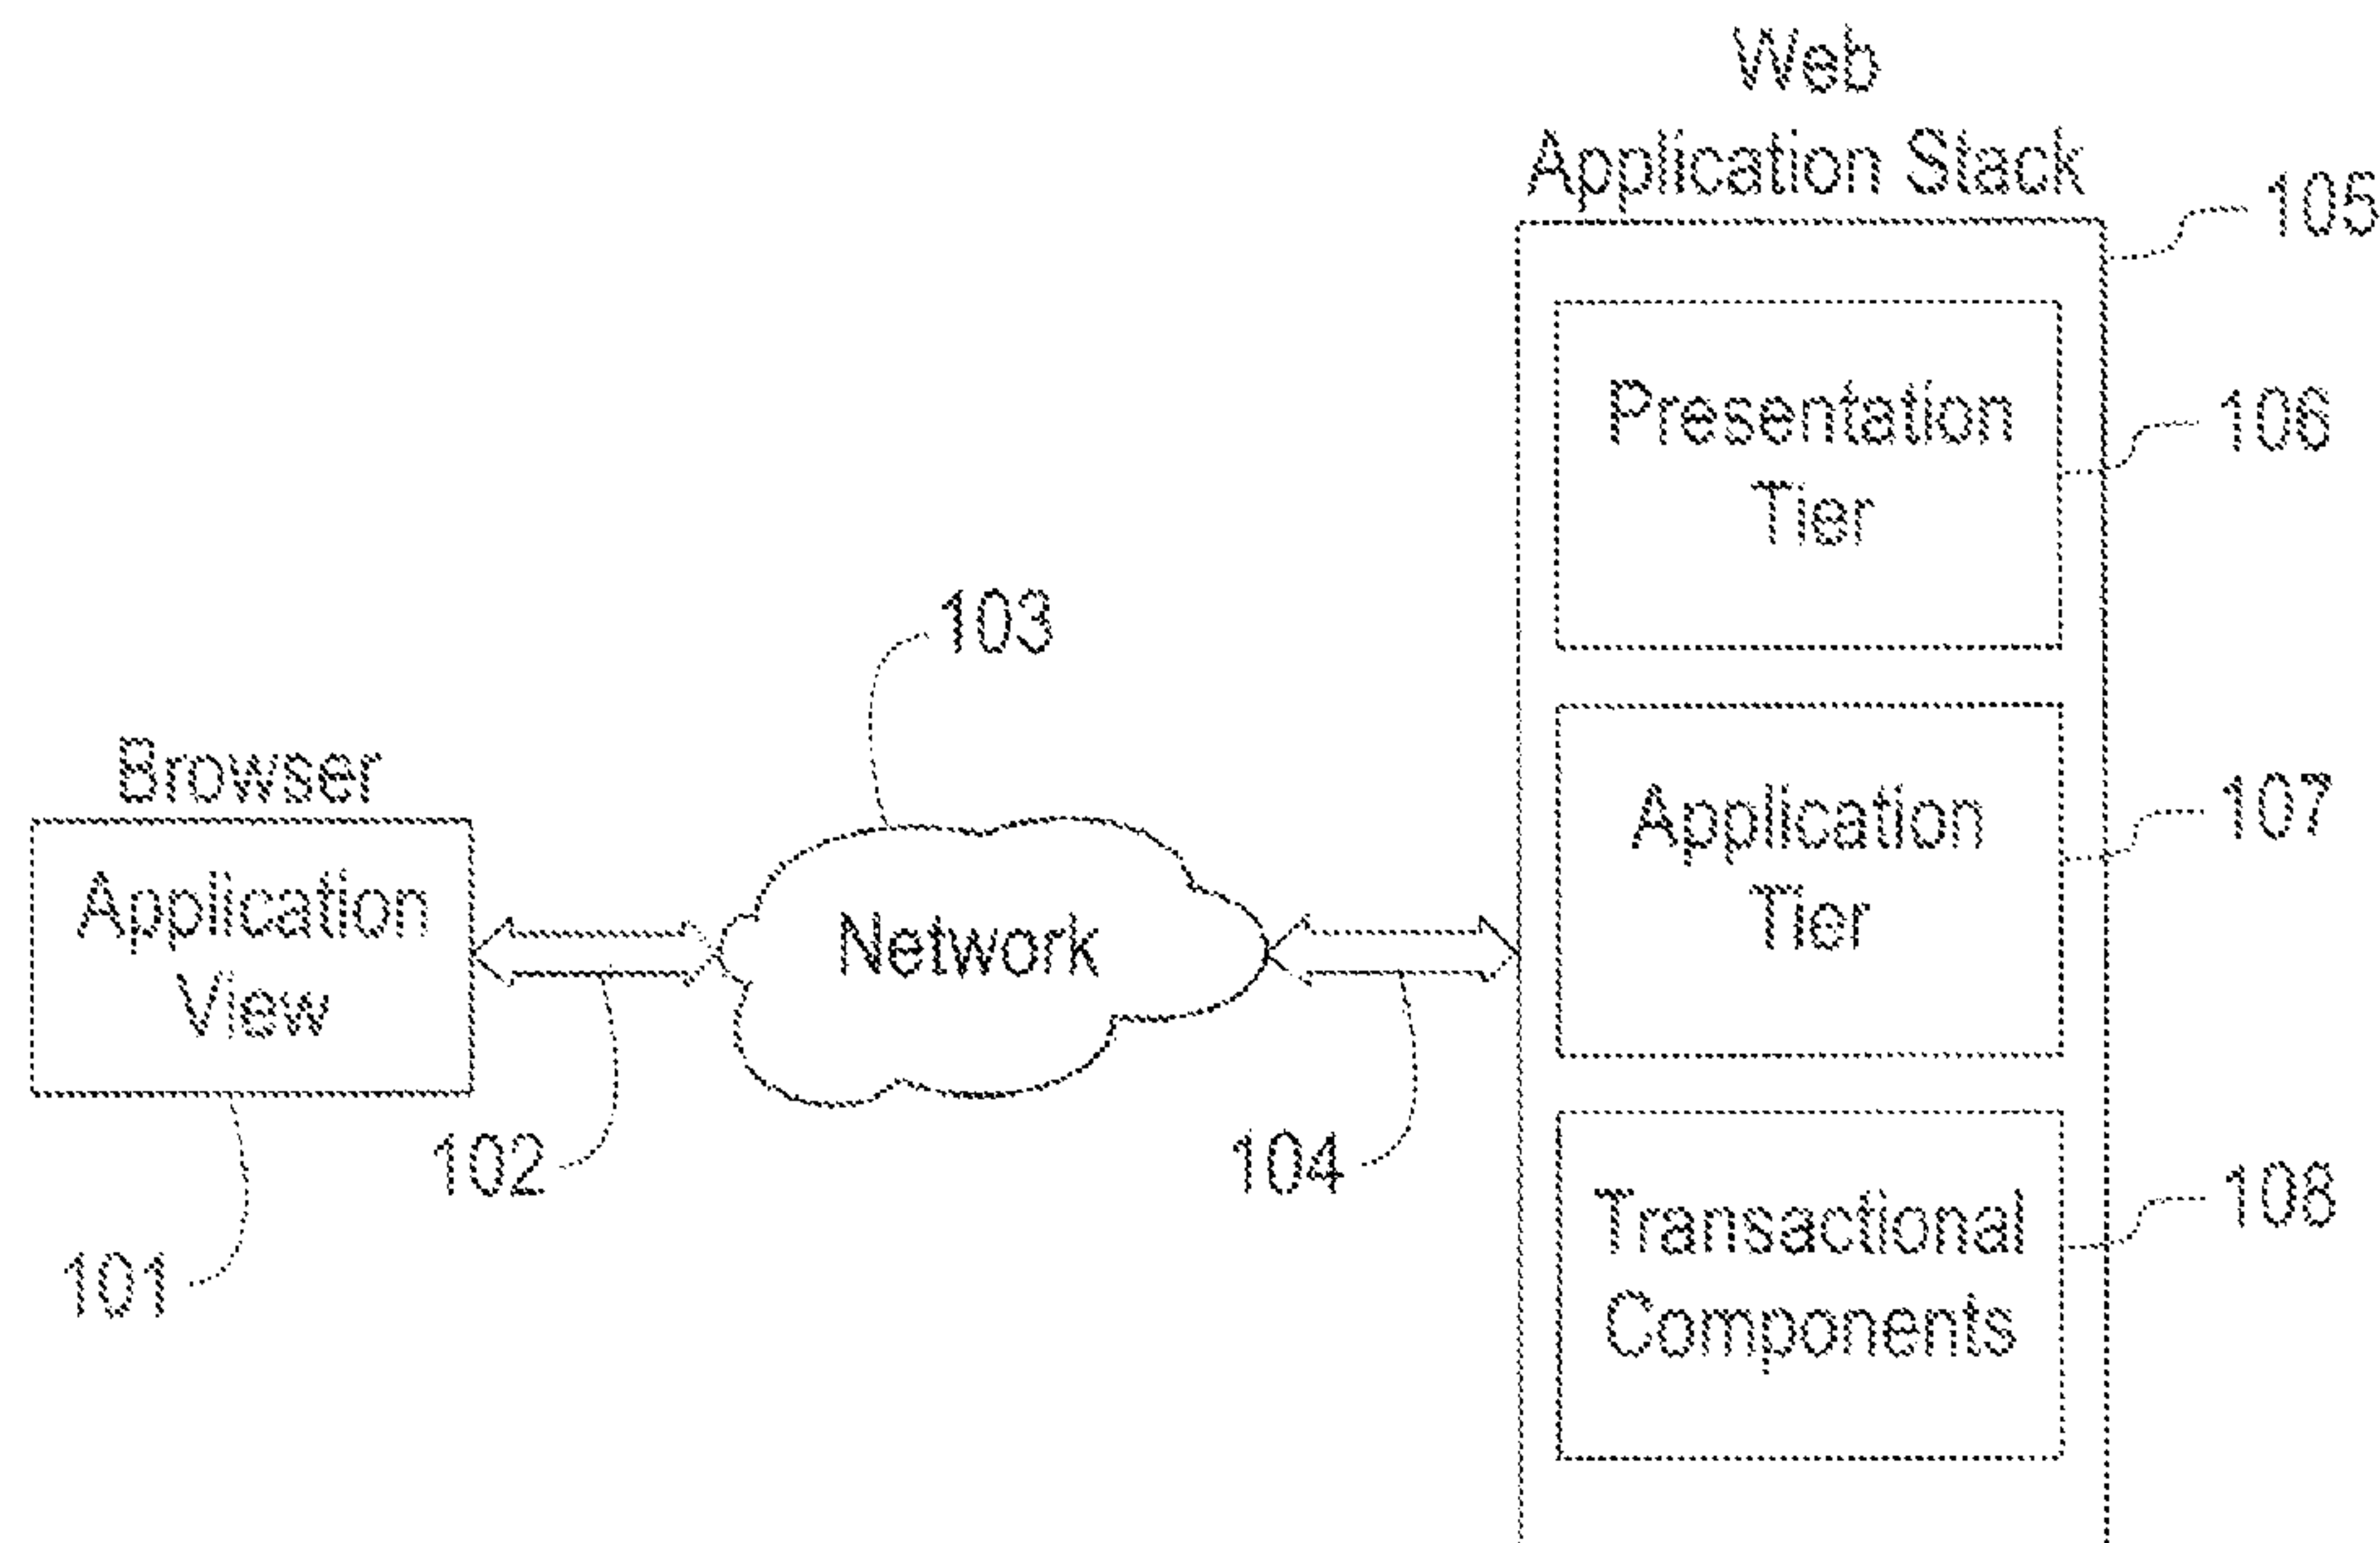 Web
Application Stack
105
Presentation
Tier
106
103
Browser
Application
View
Network
Application
Tier
107
102
104
Transactional
Components
108
101